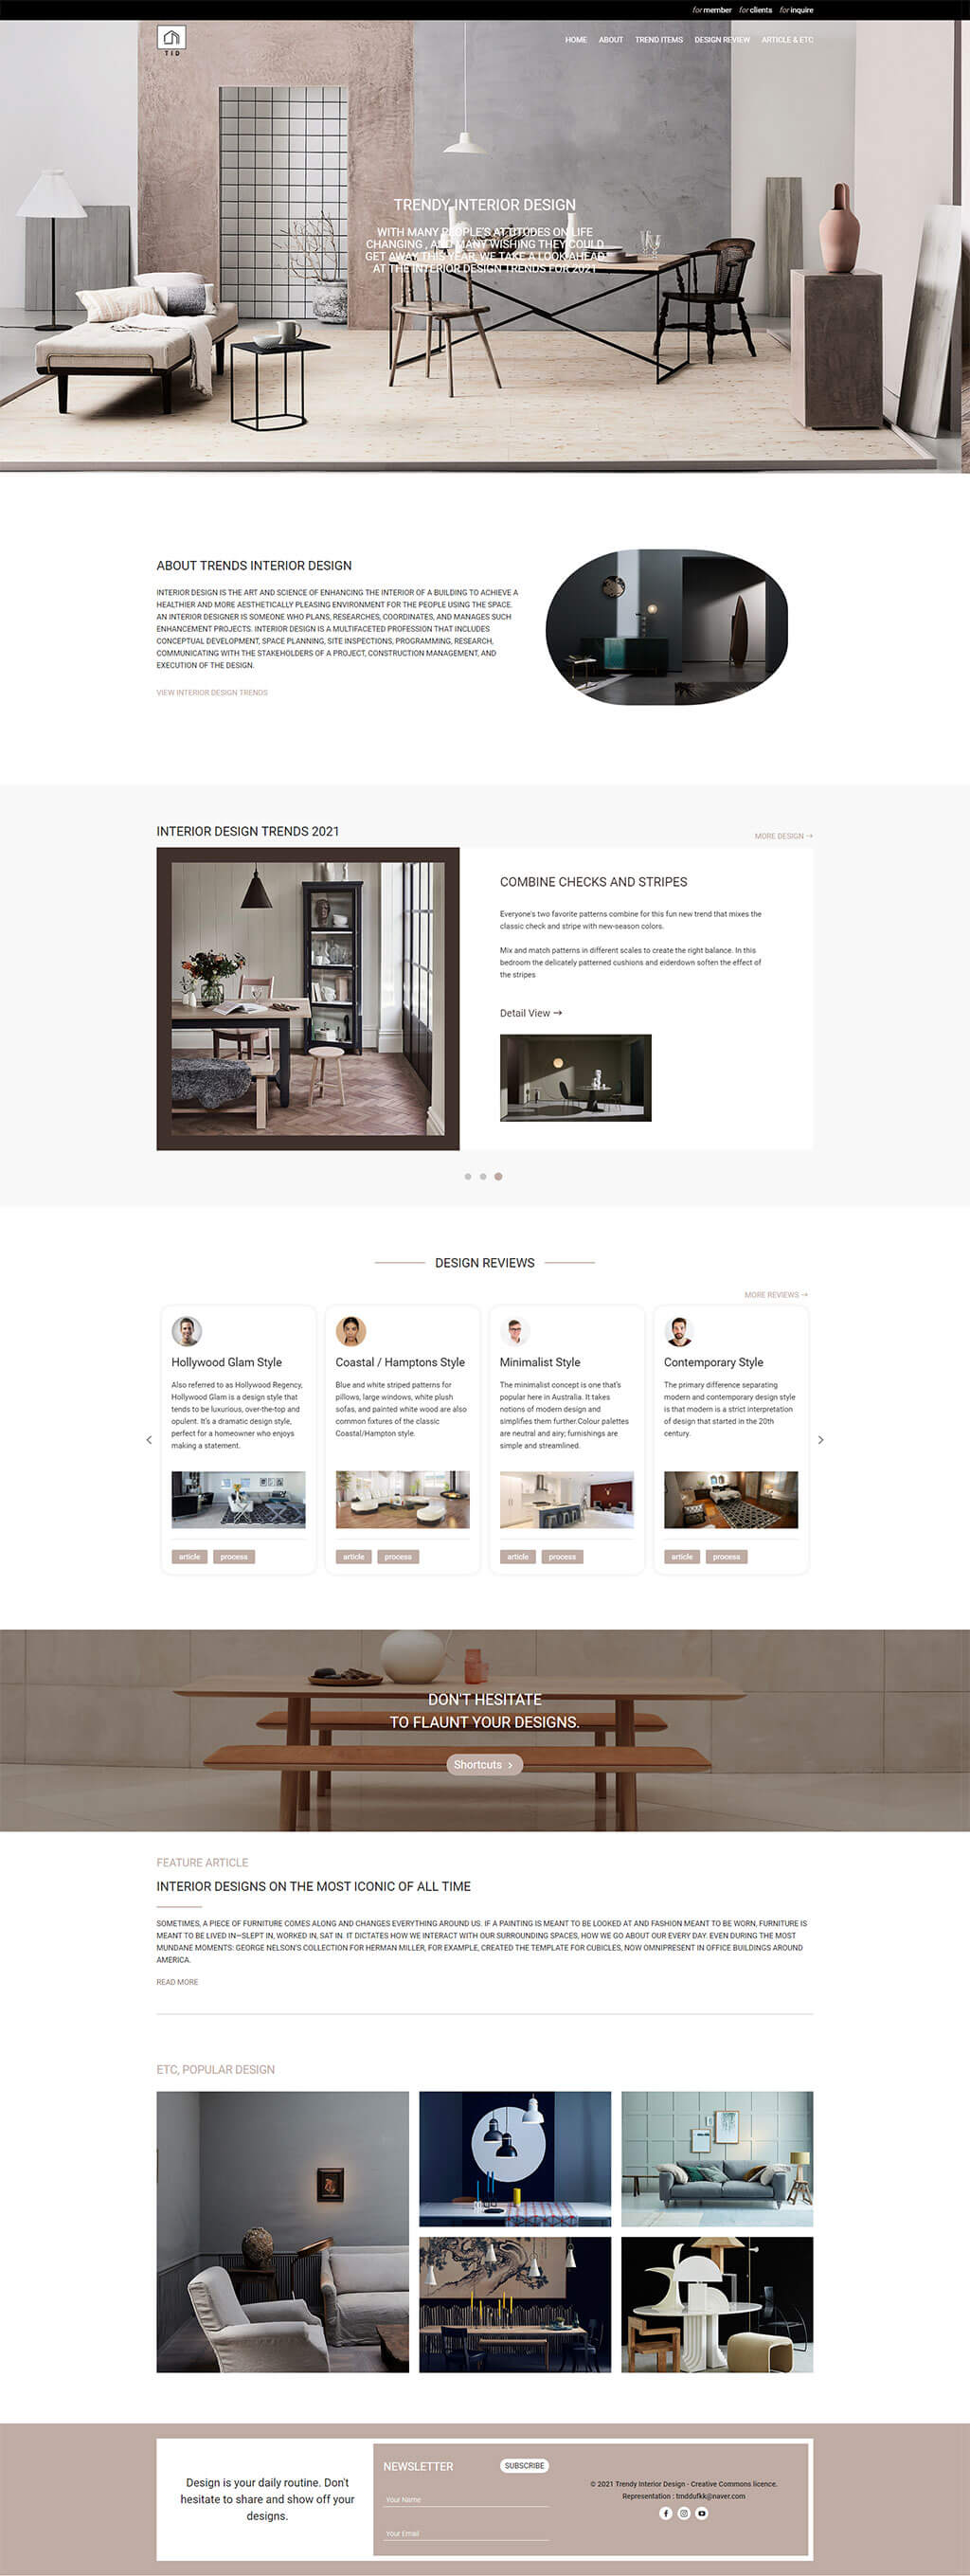 for member for clients for inquire
TID
HOME ABOUT TREND ITEMS DESIGN REVIEW ARTICLE & ETC
TRENDY INTERIOR DESIGN
WITH MANY PEOPLE'S ATTITUDES ON LIFE
CHANGING , AND MANY WISHING THEY COULD
GET AWAY THIS YEAR, WE TAKE A LOOK AHEAD
AT THE INTERIOR DESIGN TRENDS FOR 2021
ABOUT TRENDS INTERIOR DESIGN
INTERIOR DESIGN IS THE ART AND SCIENCE OF ENHANCING THE INTERIOR OF A BUILDING TO ACHIEVE A
HEALTHIER AND MORE AESTHETICALLY PLEASING ENVIRONMENT FOR THE PEOPLE USING THE SPACE.
AN INTERIOR DESIGNER IS SOMEONE WHO PLANS, RESEARCHES, COORDINATES, AND MANAGES SUCH
ENHANCEMENT PROJECTS. INTERIOR DESIGN IS A MULTIFACETED PROFESSION THAT INCLUDES
CONCEPTUAL DEVELOPMENT, SPACE PLANNING, SITE INSPECTIONS, PROGRAMMING, RESEARCH,
COMMUNICATING WITH THE STAKEHOLDERS OF A PROJECT, CONSTRUCTION MANAGEMENT, AND
EXECUTION OF THE DESIGN.
VIEW INTERIOR DESIGN TRENDS
INTERIOR DESIGN TRENDS 2021
MORE DESIGN →
COMBINE CHECKS AND STRIPES
Everyone's two favorite patterns combine for this fun new trend that mixes the
classic check and stripe with new-season colors.
Mix and match patterns in different scales to create the right balance. In this
bedroom the delicately patterned cushions and eiderdown soften the effect of
the stripes
Detail View →
DESIGN REVIEWS
MORE REVIEWS →
Hollywood Glam Style
Also referred to as Hollywood Regency,
Hollywood Glam is a design style that
tends to be luxurious, over-the-top and
opulent. It's a dramatic design style,
perfect for a homeowner who enjoys
making a statement.
article process
Coastal / Hamptons Style
Blue and white striped patterns for
pillows, large windows, white plush
sofas, and painted white wood are also
common fixtures of the classic
Coastal/Hampton style.
article process
Minimalist Style
The minimalist concept is one that's
popular here in Australia. It takes
notions of modern design and
simplifies them further.Colour palettes
are neutral and airy; furnishings are
simple and streamlined.
article process
Contemporary Style
The primary difference separating
modern and contemporary design style
is that modern is a strict interpretation
of design that started in the 20th
century.
article process
DON'T HESITATE
TO FLAUNT YOUR DESIGNS.
Shortcuts >
FEATURE ARTICLE
INTERIOR DESIGNS ON THE MOST ICONIC OF ALL TIME
SOMETIMES, A PIECE OF FURNITURE COMES ALONG AND CHANGES EVERYTHING AROUND US. IF A PAINTING IS MEANT TO BE LOOKED AT AND FASHION MEANT TO BE WORN, FURNITURE IS
MEANT TO BE LIVED IN—SLEPT IN, WORKED IN, SAT IN. IT DICTATES HOW WE INTERACT WITH OUR SURROUNDING SPACES, HOW WE GO ABOUT OUR EVERY DAY. EVEN DURING THE MOST
MUNDANE MOMENTS: GEORGE NELSON'S COLLECTION FOR HERMAN MILLER, FOR EXAMPLE, CREATED THE TEMPLATE FOR CUBICLES, NOW OMNIPRESENT IN OFFICE BUILDINGS AROUND
AMERICA.
READ MORE
ETC, POPULAR DESIGN
Design is your daily routine. Don't
hesitate to share and show off your
designs.
NEWSLETTER SUBSCRIBE
Your Name
Your Email
© 2021 Trendy Interior Design - Creative Commons licence.
Representation : tnddufkk@naver.com